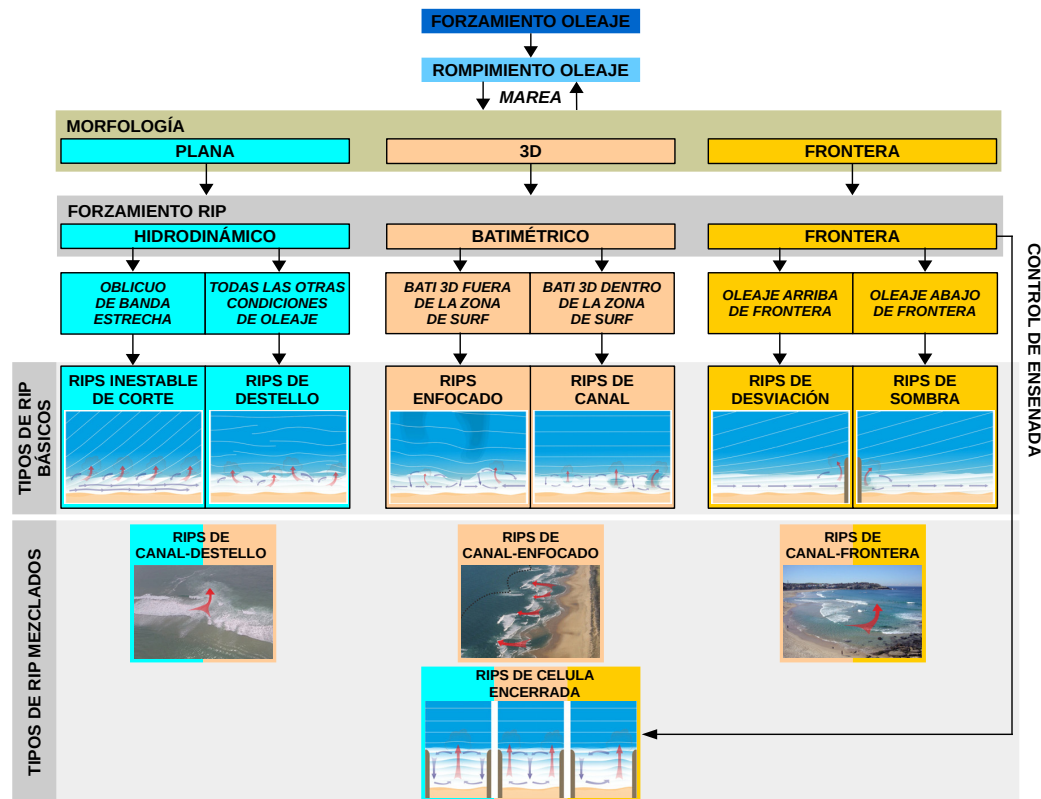 FORZAMIENTO OLEAJE
ROMPIMIENTO OLEAJE
MAREA
MORFOLOGÍA
PLANA
3D
FRONTERA
FORZAMIENTO RIP
HIDRODINÁMICO
BATIMÉTRICO
FRONTERA
OBLICUO
DE BANDA
ESTRECHA
TODAS LAS OTRAS
CONDICIONES
DE OLEAJE
BATI 3D FUERA
DE LA ZONA
DE SURF
BATI 3D DENTRO
DE LA ZONA
DE SURF
OLEAJE ARRIBA
DE FRONTERA
OLEAJE ABAJO
DE FRONTERA
CONTROL DE ENSENADA
TIPOS DE RIP
BÁSICOS
RIPS INESTABLE
DE CORTE
RIPS DE
DESTELLO
RIPS
ENFOCADO
RIPS DE
CANAL
RIPS DE
DESVIACIÓN
RIPS DE
SOMBRA
TIPOS DE RIP MEZCLADOS
RIPS DE
CANAL-DESTELLO
RIPS DE
CANAL-ENFOCADO
RIPS DE
CANAL-FRONTERA
RIPS DE CELULA
ENCERRADA